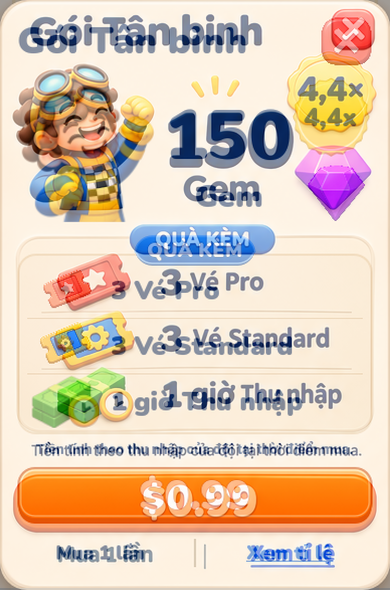 Gói Tân binh
4,4x
150
Gem
QUÀ KÈM
3 Vé Pro
3 Vé Standard
1 giờ Thu nhập
Tiền tính theo thu nhập của đội tại thời điểm mua.
$0.99
Mua 1 lần
Xem tỉ lệ